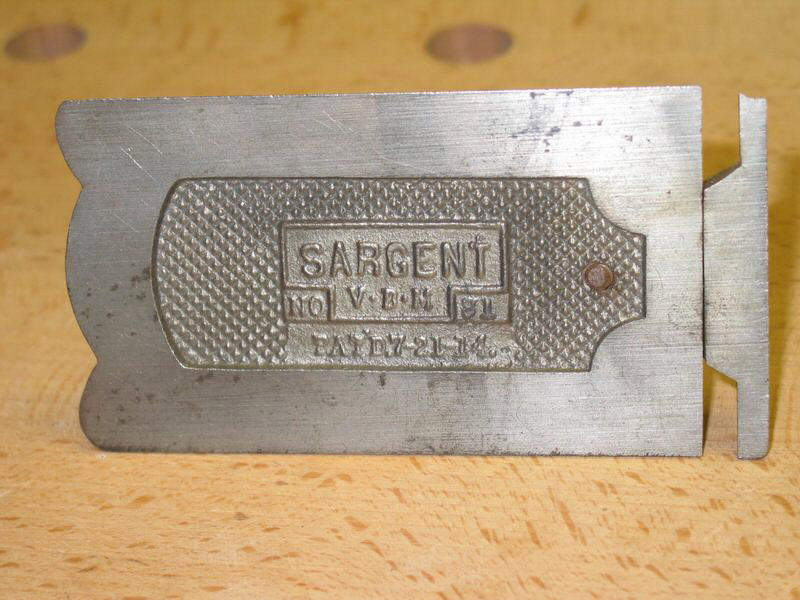 SARGENT
V·B·M
NO 81
PAT'D 7-21-14.